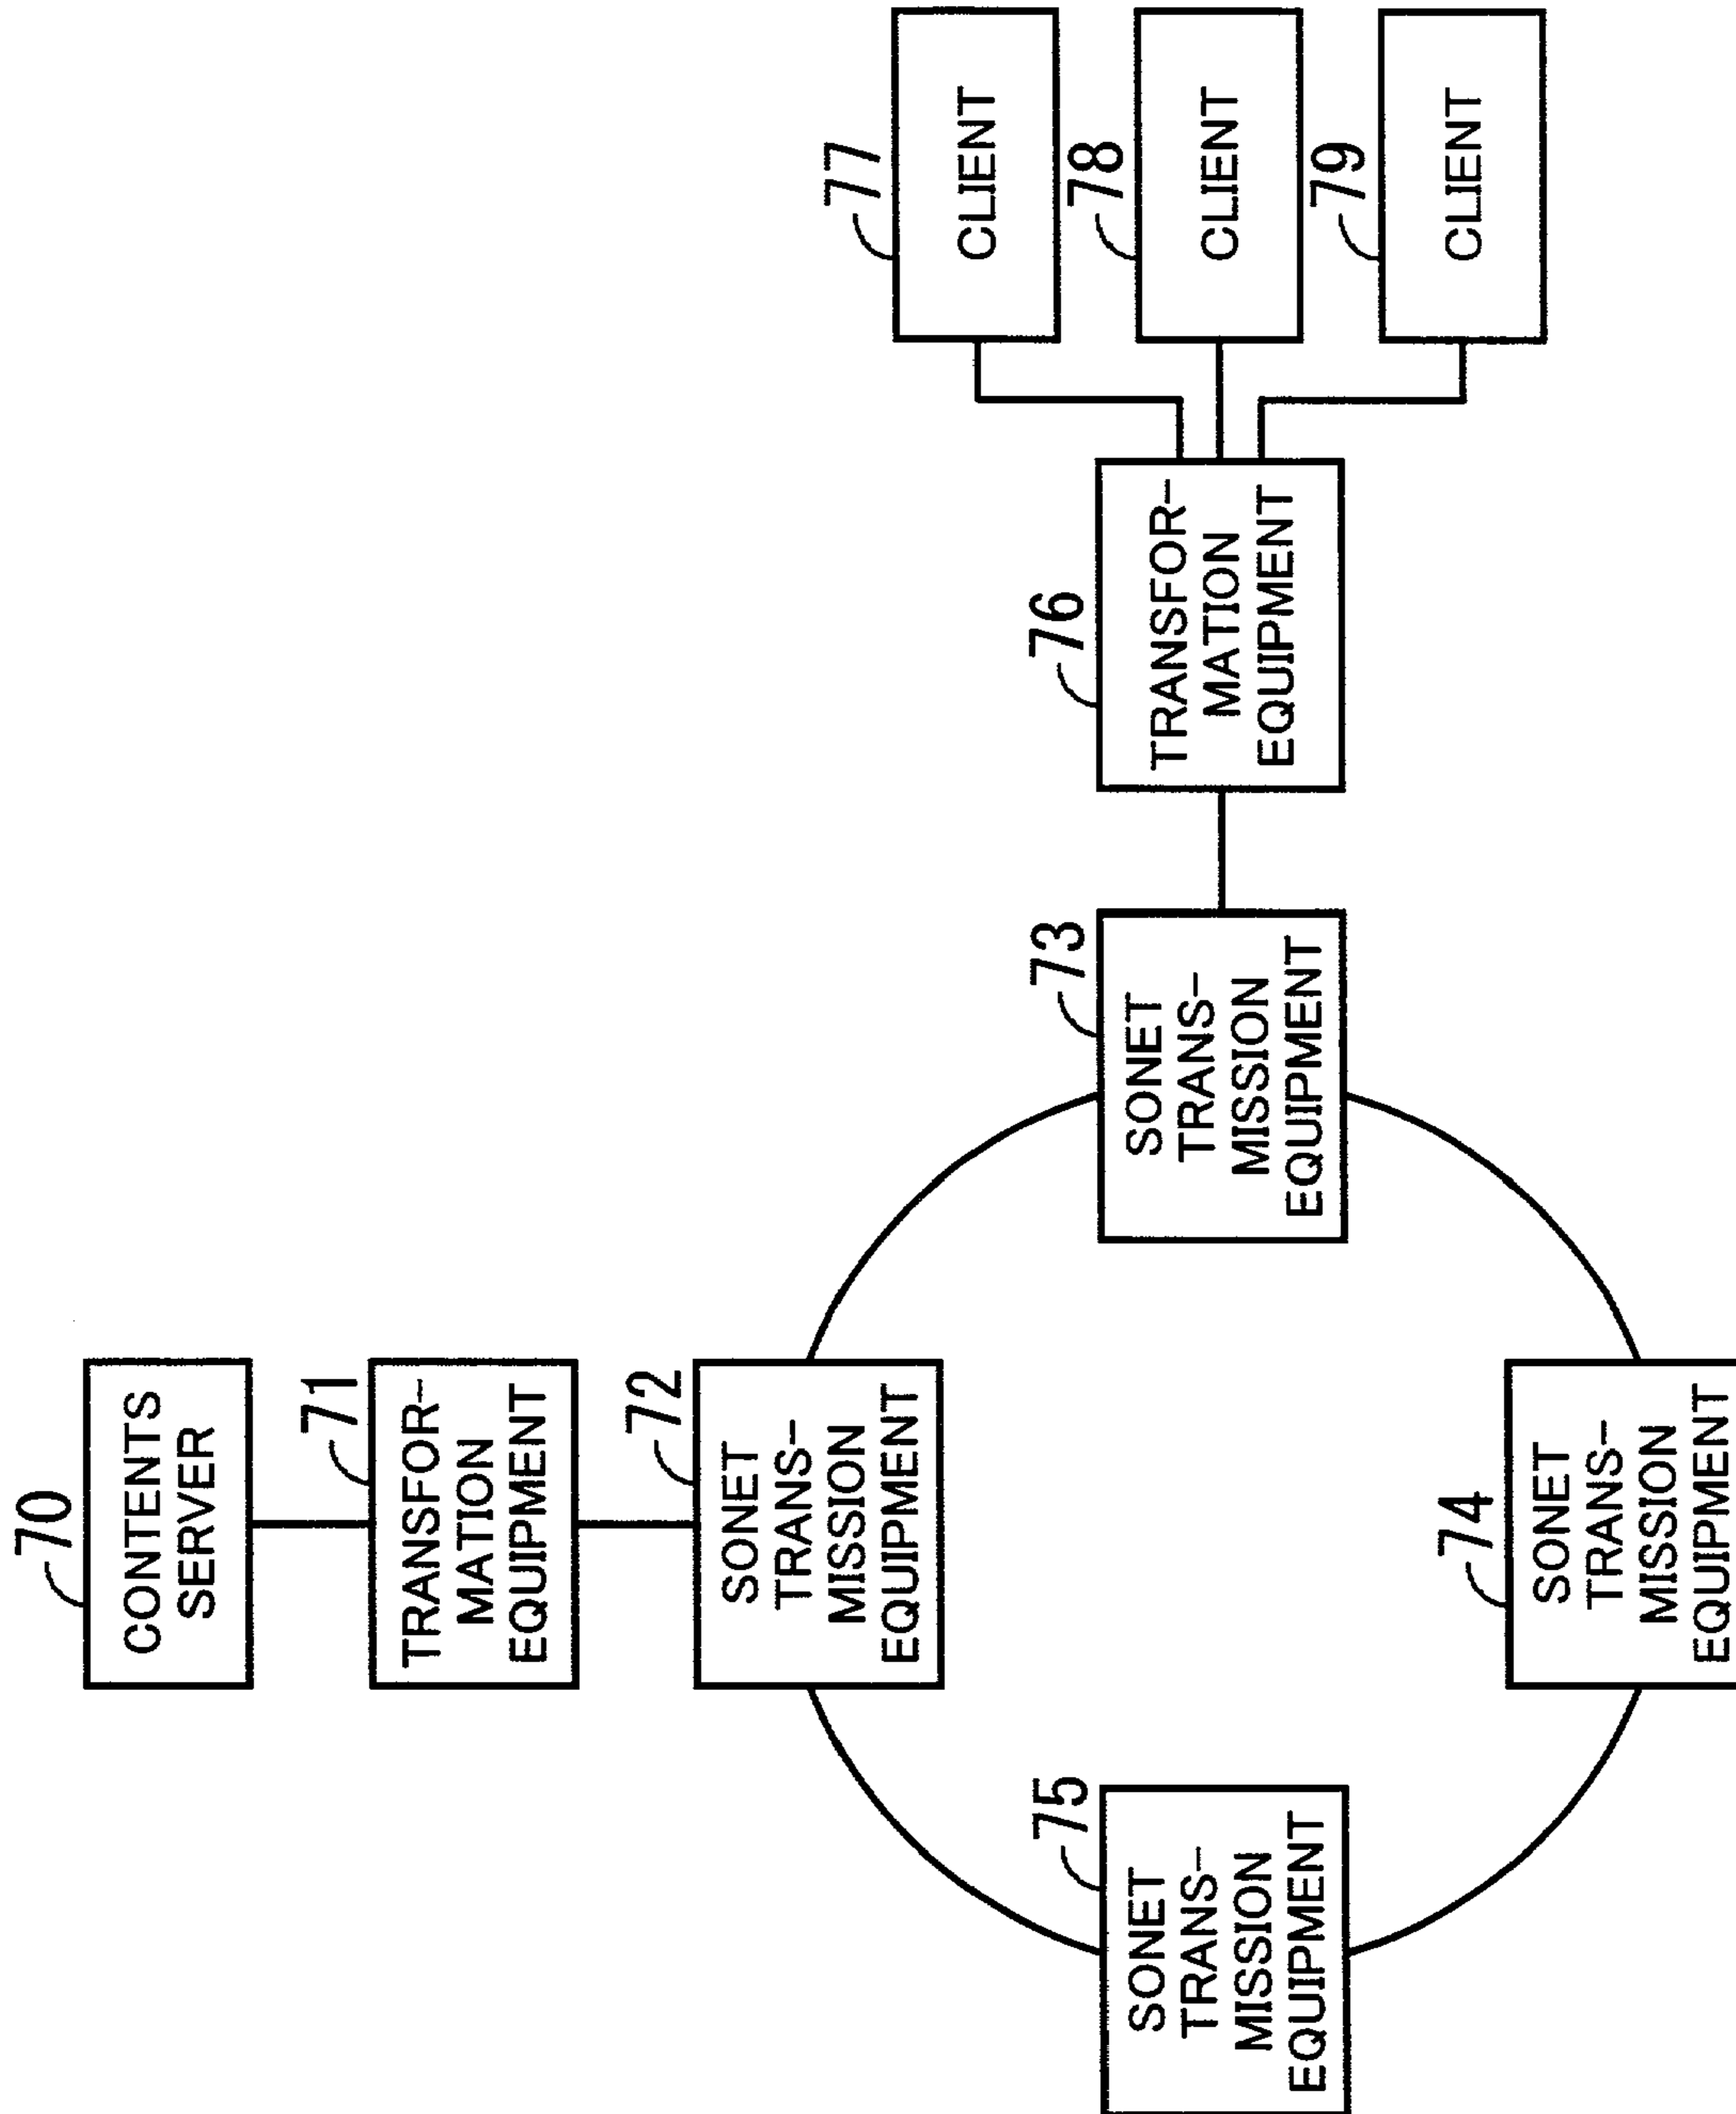 70
CONTENTS
SERVER
71
TRANSFOR-
MATION
EQUIPMENT
72
SONET
TRANS-
MISSION
EQUIPMENT
75
SONET
TRANS-
MISSION
EQUIPMENT
73
SONET
TRANS-
MISSION
EQUIPMENT
74
SONET
TRANS-
MISSION
EQUIPMENT
76
TRANSFOR-
MATION
EQUIPMENT
77
CLIENT
78
CLIENT
79
CLIENT